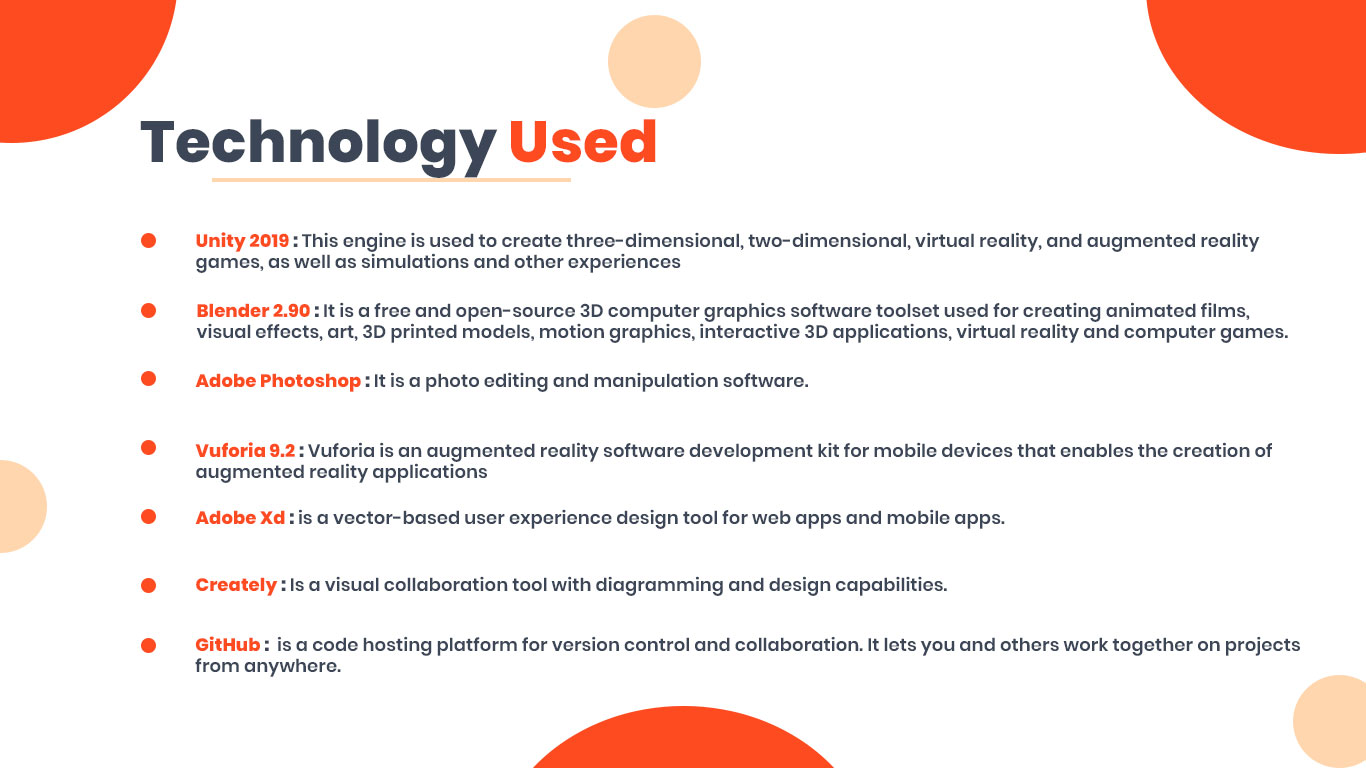 Technology Used
Unity 2019 : This engine is used to create three-dimensional, two-dimensional, virtual reality, and augmented reality
games, as well as simulations and other experiences
Blender 2.90 : It is a free and open-source 3D computer graphics software toolset used for creating animated films,
visual effects, art, 3D printed models, motion graphics, interactive 3D applications, virtual reality and computer games.
Adobe Photoshop : It is a photo editing and manipulation software.
Vuforia 9.2 : Vuforia is an augmented reality software development kit for mobile devices that enables the creation of
augmented reality applications
Adobe Xd : is a vector-based user experience design tool for web apps and mobile apps.
Creately : Is a visual collaboration tool with diagramming and design capabilities.
GitHub :  is a code hosting platform for version control and collaboration. It lets you and others work together on projects
from anywhere.